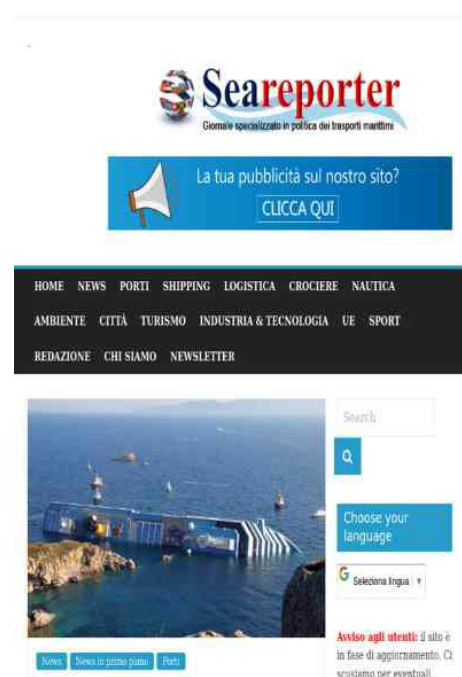 Seareporter
Giornale specializzato in politica dei trasporti marittimi
La tua pubblicità sul nostro sito?
CLICCA QUI
HOME NEWS PORTI SHIPPING LOGISTICA CROCIERE NAUTICA
AMBIENTE CITTÀ TURISMO INDUSTRIA & TECNOLOGIA UE SPORT
REDAZIONE CHI SIAMO NEWSLETTER
Search
Choose your
language
G Seleziona lingua
News News in primo piano Porti
Avviso agli utenti: il sito è
in fase di aggiornamento. Ci
scusiamo per eventuali